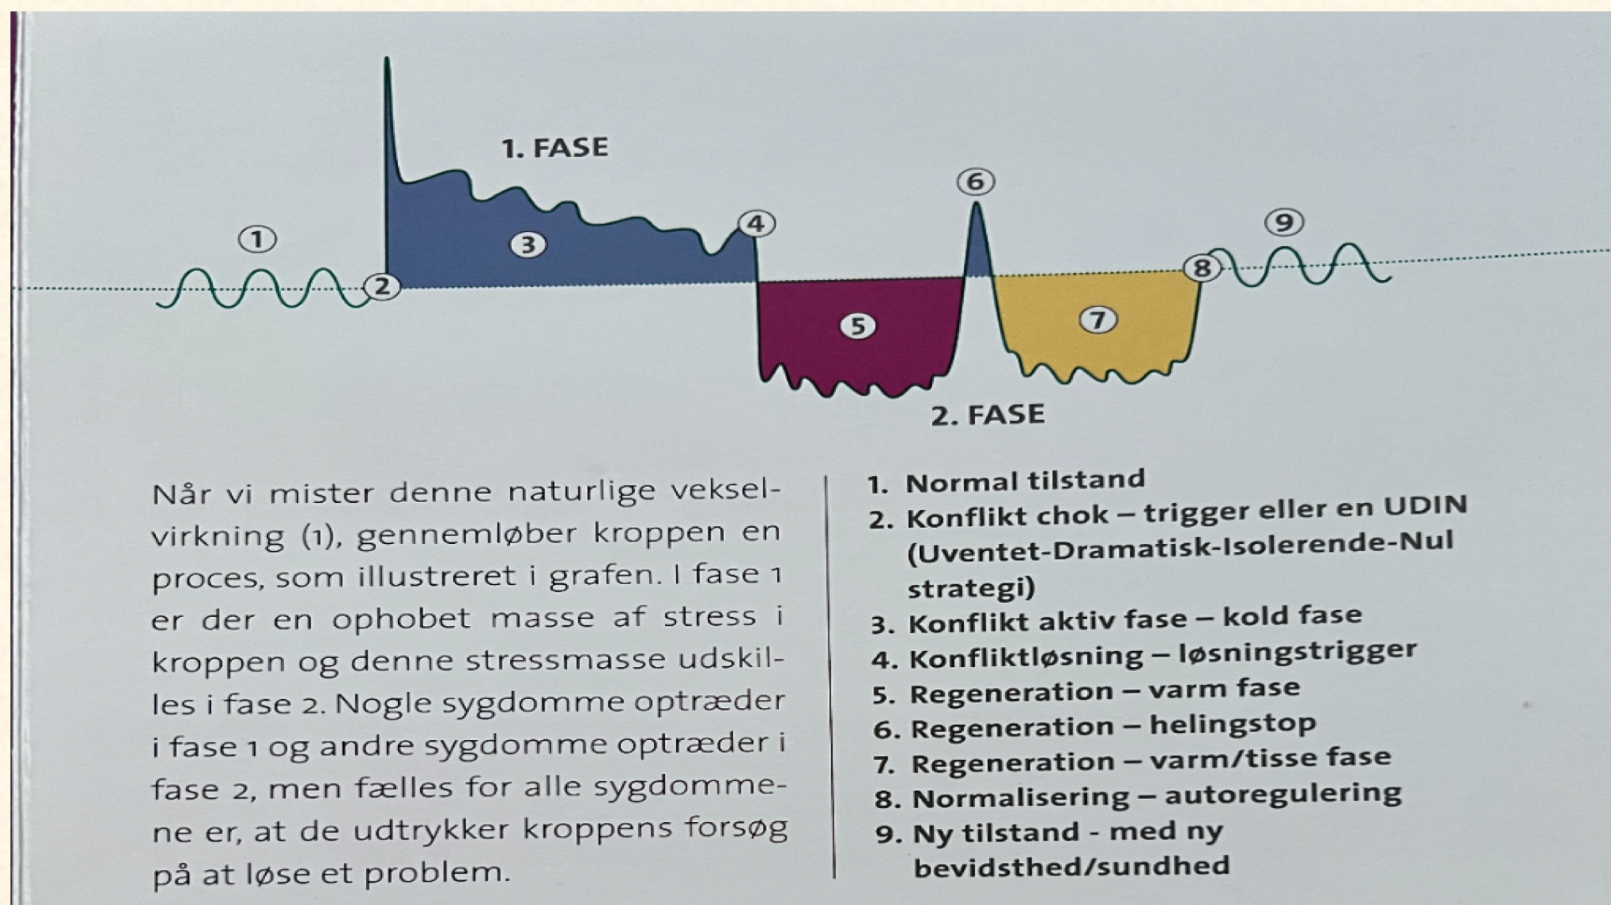 1. FASE
6
1
4
9
3
2
8
5
7
2. FASE
Når vi mister denne naturlige veksel-
virkning (1), gennemløber kroppen en
proces, som illustreret i grafen. I fase 1
er der en ophobet masse af stress i
kroppen og denne stressmasse udskil-
les i fase 2. Nogle sygdomme optræder
i fase 1 og andre sygdomme optræder i
fase 2, men fælles for alle sygdomme-
ne er, at de udtrykker kroppens forsøg
på at løse et problem.
1. Normal tilstand
2. Konflikt chok – trigger eller en UDIN
(Uventet-Dramatisk-Isolerende-Nul
strategi)
3. Konflikt aktiv fase – kold fase
4. Konfliktløsning – løsningstrigger
5. Regeneration – varm fase
6. Regeneration – helingstop
7. Regeneration – varm/tisse fase
8. Normalisering – autoregulering
9. Ny tilstand - med ny
bevidsthed/sundhed